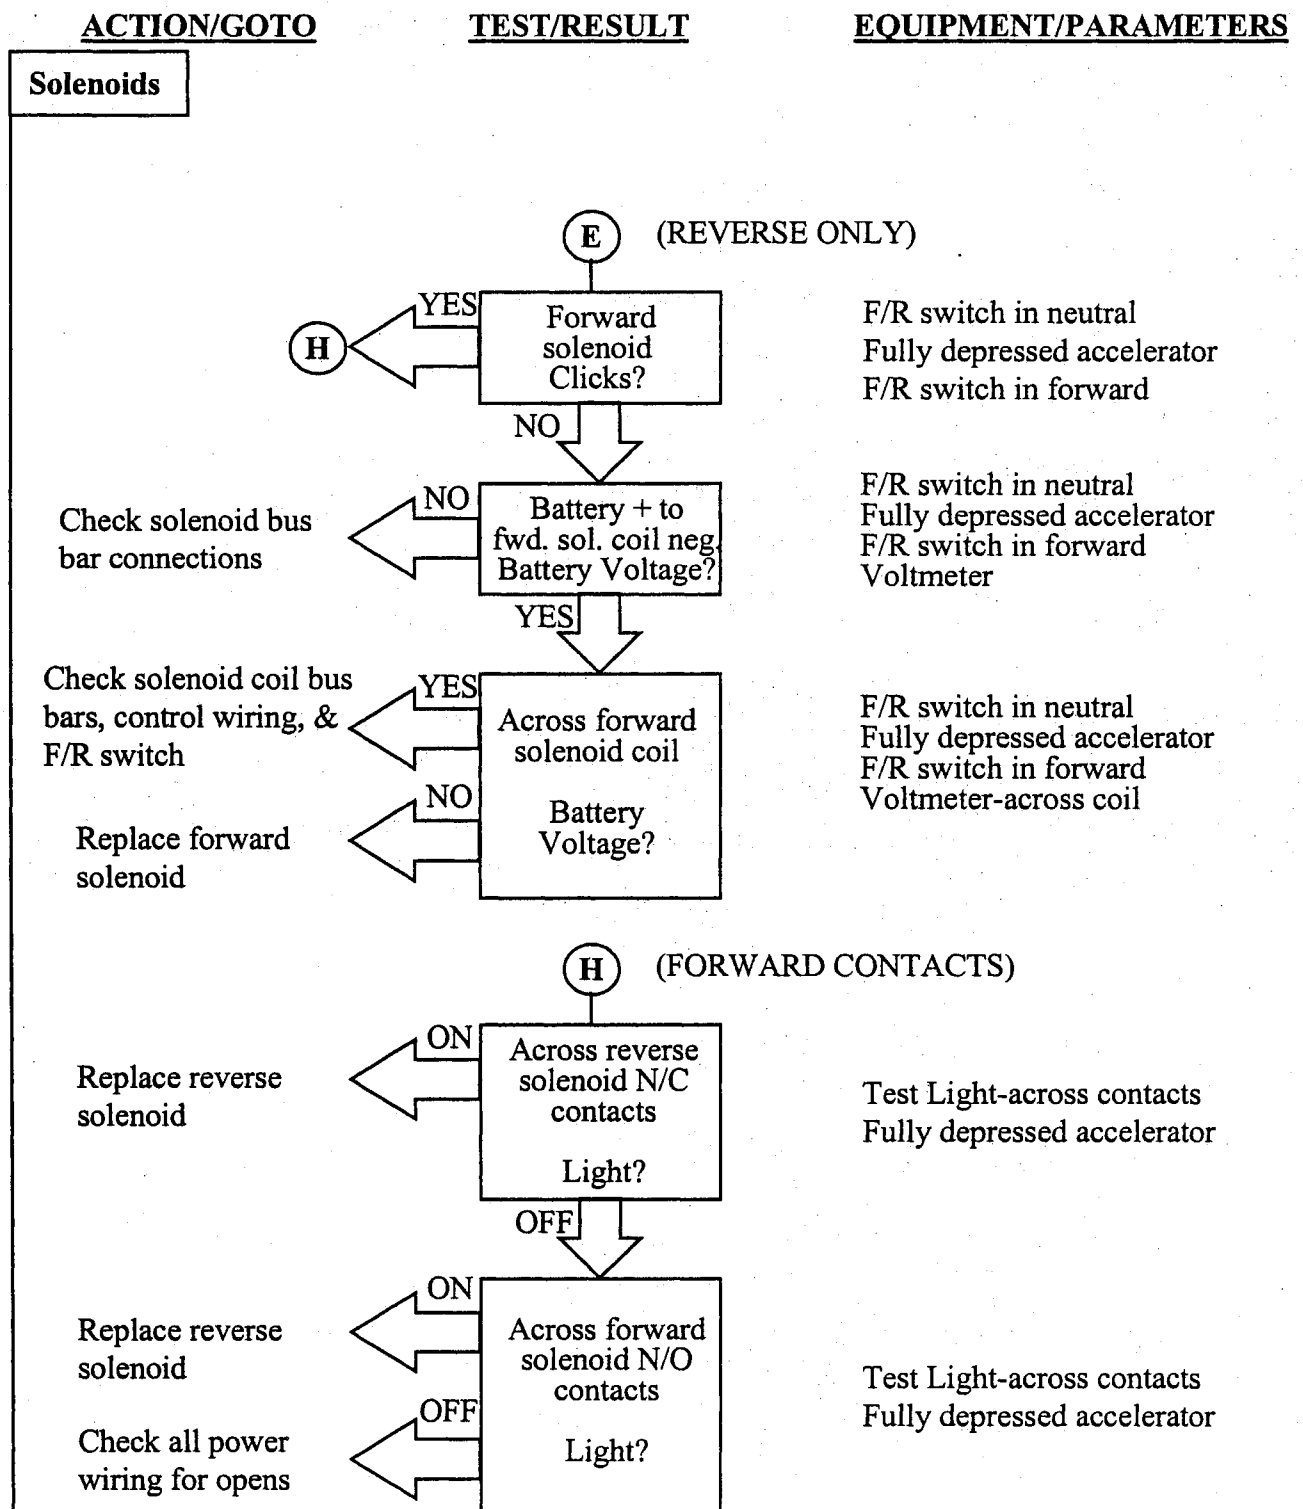 ACTION/GOTO TEST/RESULT EQUIPMENT/PARAMETERS
Solenoids
E (REVERSE ONLY)
YES
H
Forward
solenoid
Clicks?
F/R switch in neutral
Fully depressed accelerator
F/R switch in forward
NO
Check solenoid bus
bar connections
NO
Battery + to
fwd. sol. coil neg.
Battery Voltage?
F/R switch in neutral
Fully depressed accelerator
F/R switch in forward
Voltmeter
YES
Check solenoid coil bus
bars, control wiring, &
F/R switch
YES
Replace forward
solenoid
NO
Across forward
solenoid coil
Battery
Voltage?
F/R switch in neutral
Fully depressed accelerator
F/R switch in forward
Voltmeter-across coil
H (FORWARD CONTACTS)
Replace reverse
solenoid
ON
Across reverse
solenoid N/C
contacts
Light?
Test Light-across contacts
Fully depressed accelerator
OFF
Replace reverse
solenoid
ON
Check all power
wiring for opens
OFF
Across forward
solenoid N/O
contacts
Light?
Test Light-across contacts
Fully depressed accelerator